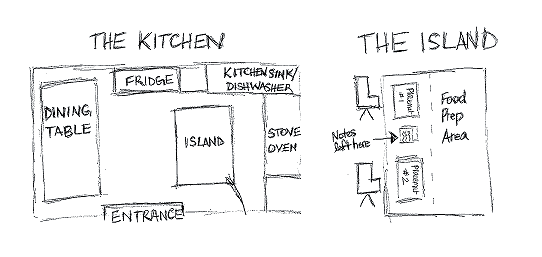 THE KITCHEN
FRIDGE
KITCHEN SINK/
DISHWASHER
DINING
TABLE
ISLAND
STOVE
OVEN
ENTRANCE
THE ISLAND
Placemat
#1
Food
Prep
Area
Notes
left here
Placemat
#2